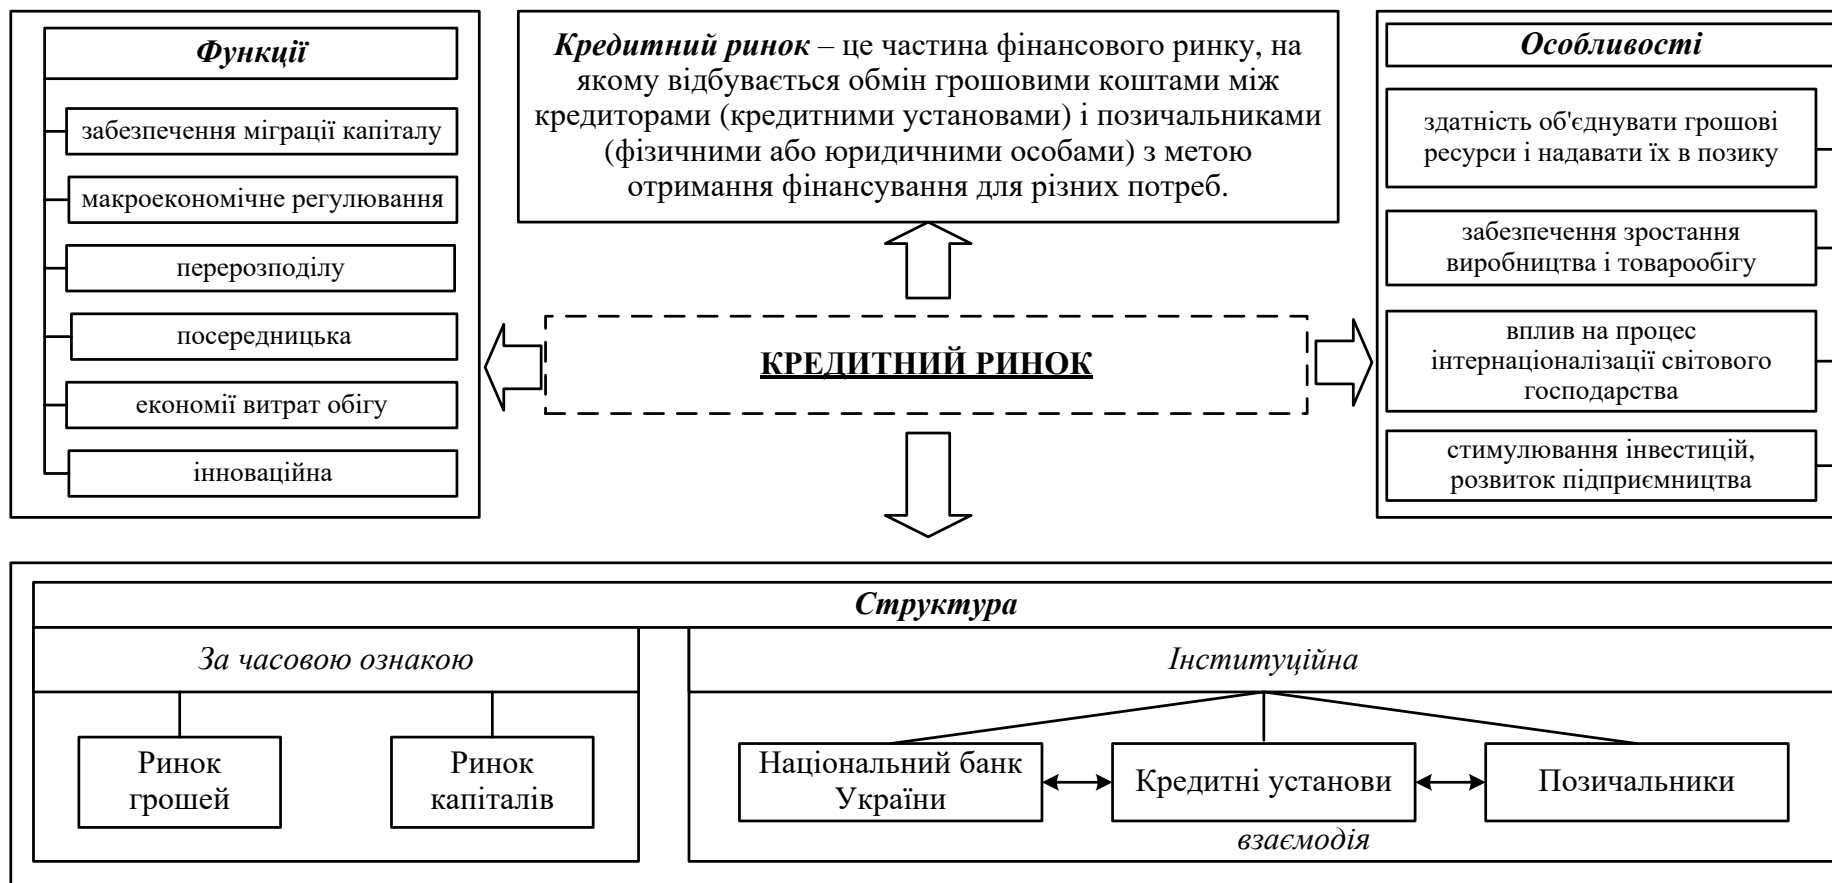 Функції
забезпечення міграції капіталу
макроекономічне регулювання
перерозподілу
посередницька
економії витрат обігу
інноваційна
Кредитний ринок – це частина фінансового ринку, на
якому відбувається обмін грошовими коштами між
кредиторами (кредитними установами) і позичальниками
(фізичними або юридичними особами) з метою
отримання фінансування для різних потреб.
КРЕДИТНИЙ РИНОК
Особливості
здатність об'єднувати грошові
ресурси і надавати їх в позику
забезпечення зростання
виробництва і товарообігу
вплив на процес
інтернаціоналізації світового
господарства
стимулювання інвестицій,
розвиток підприємництва
Структура
За часовою ознакою
Ринок
грошей
Ринок
капіталів
Інституційна
Національний банк
України
Кредитні установи
Позичальники
взаємодія